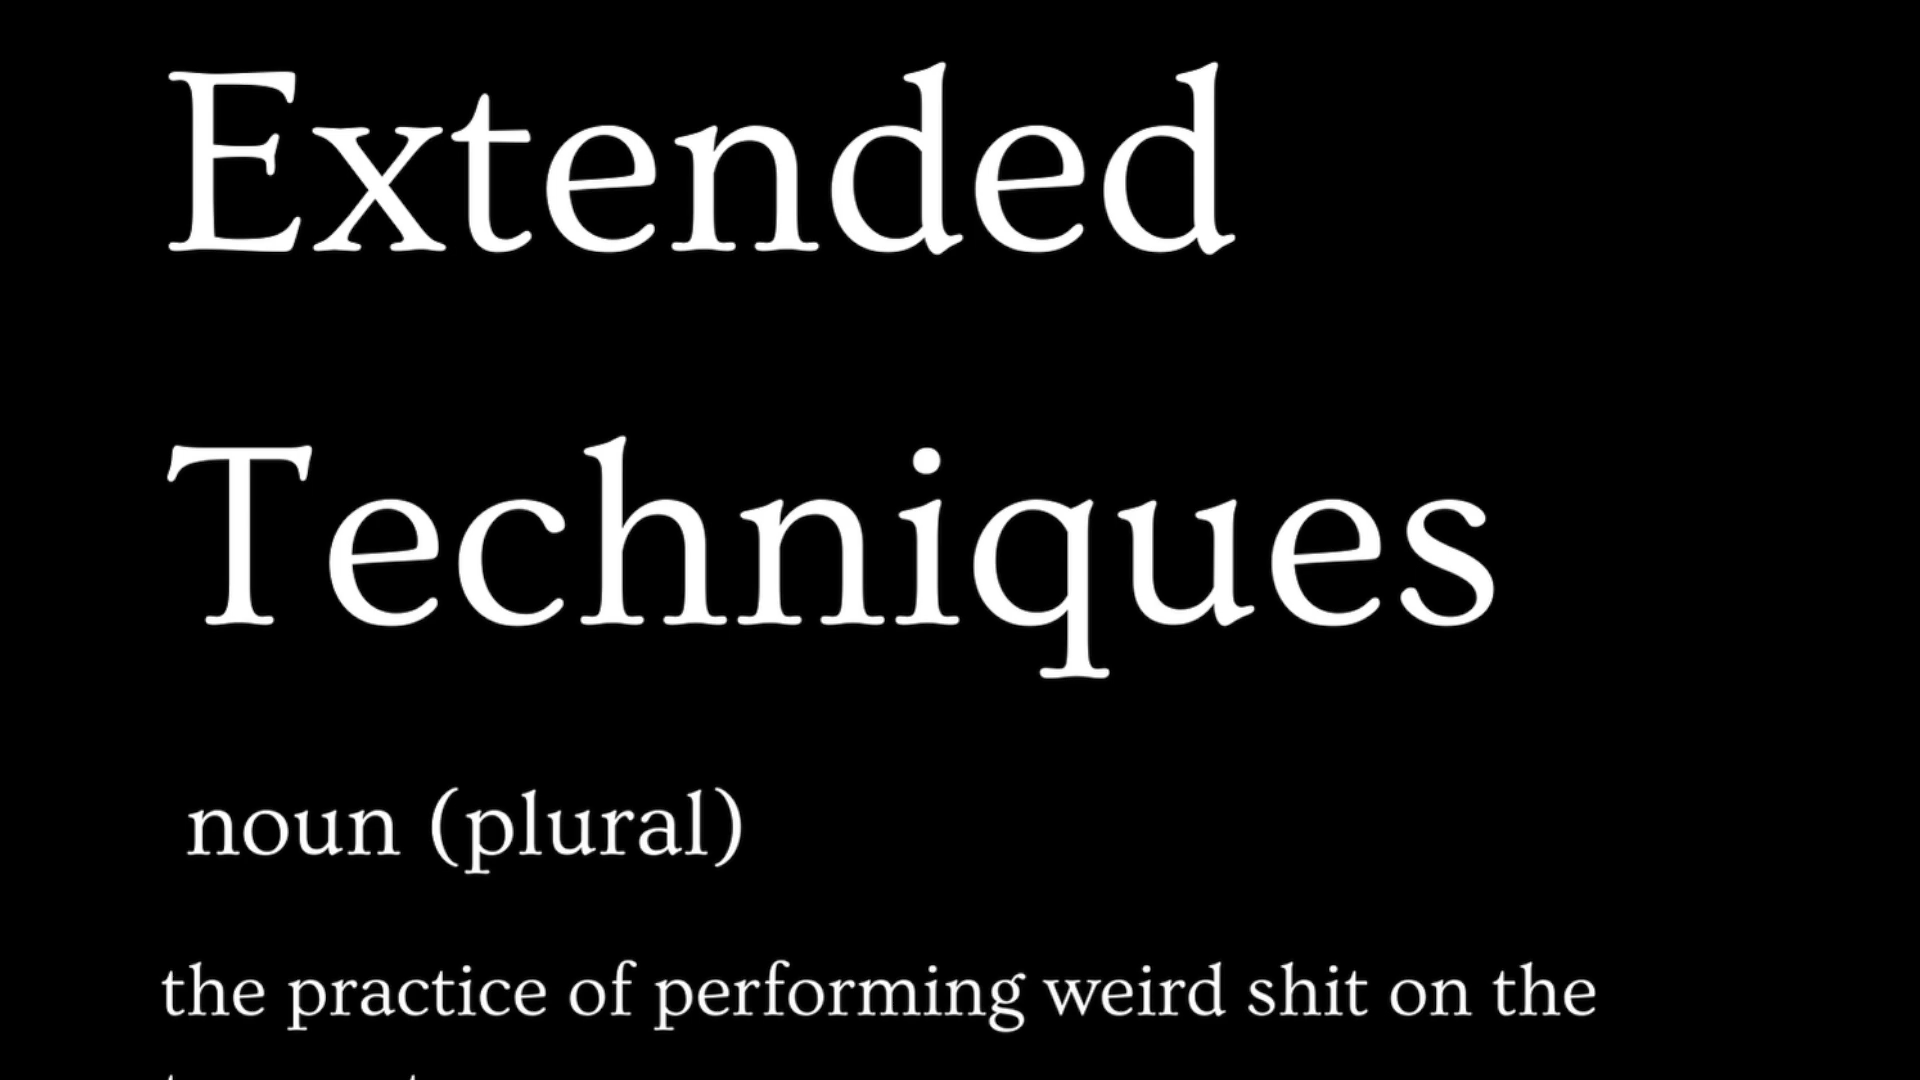 Extended
Techniques
noun (plural)
the practice of performing weird shit on the